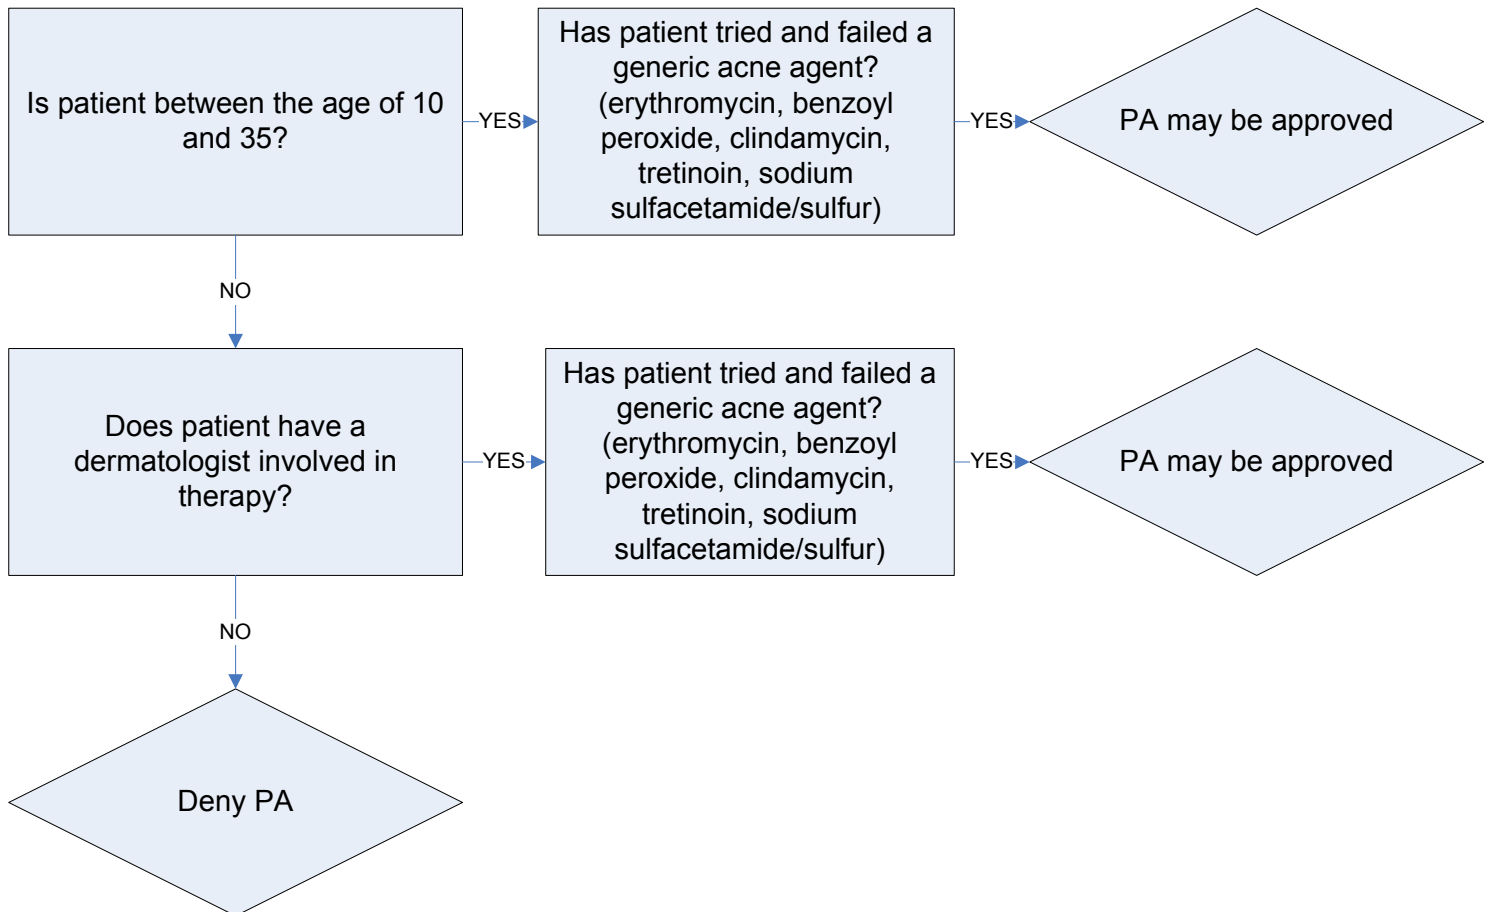 Is patient between the age of 10
and 35?
YES
Has patient tried and failed a
generic acne agent?
(erythromycin, benzoyl
peroxide, clindamycin,
tretinoin, sodium
sulfacetamide/sulfur)
YES
PA may be approved
NO
Does patient have a
dermatologist involved in
therapy?
YES
Has patient tried and failed a
generic acne agent?
(erythromycin, benzoyl
peroxide, clindamycin,
tretinoin, sodium
sulfacetamide/sulfur)
YES
PA may be approved
NO
Deny PA